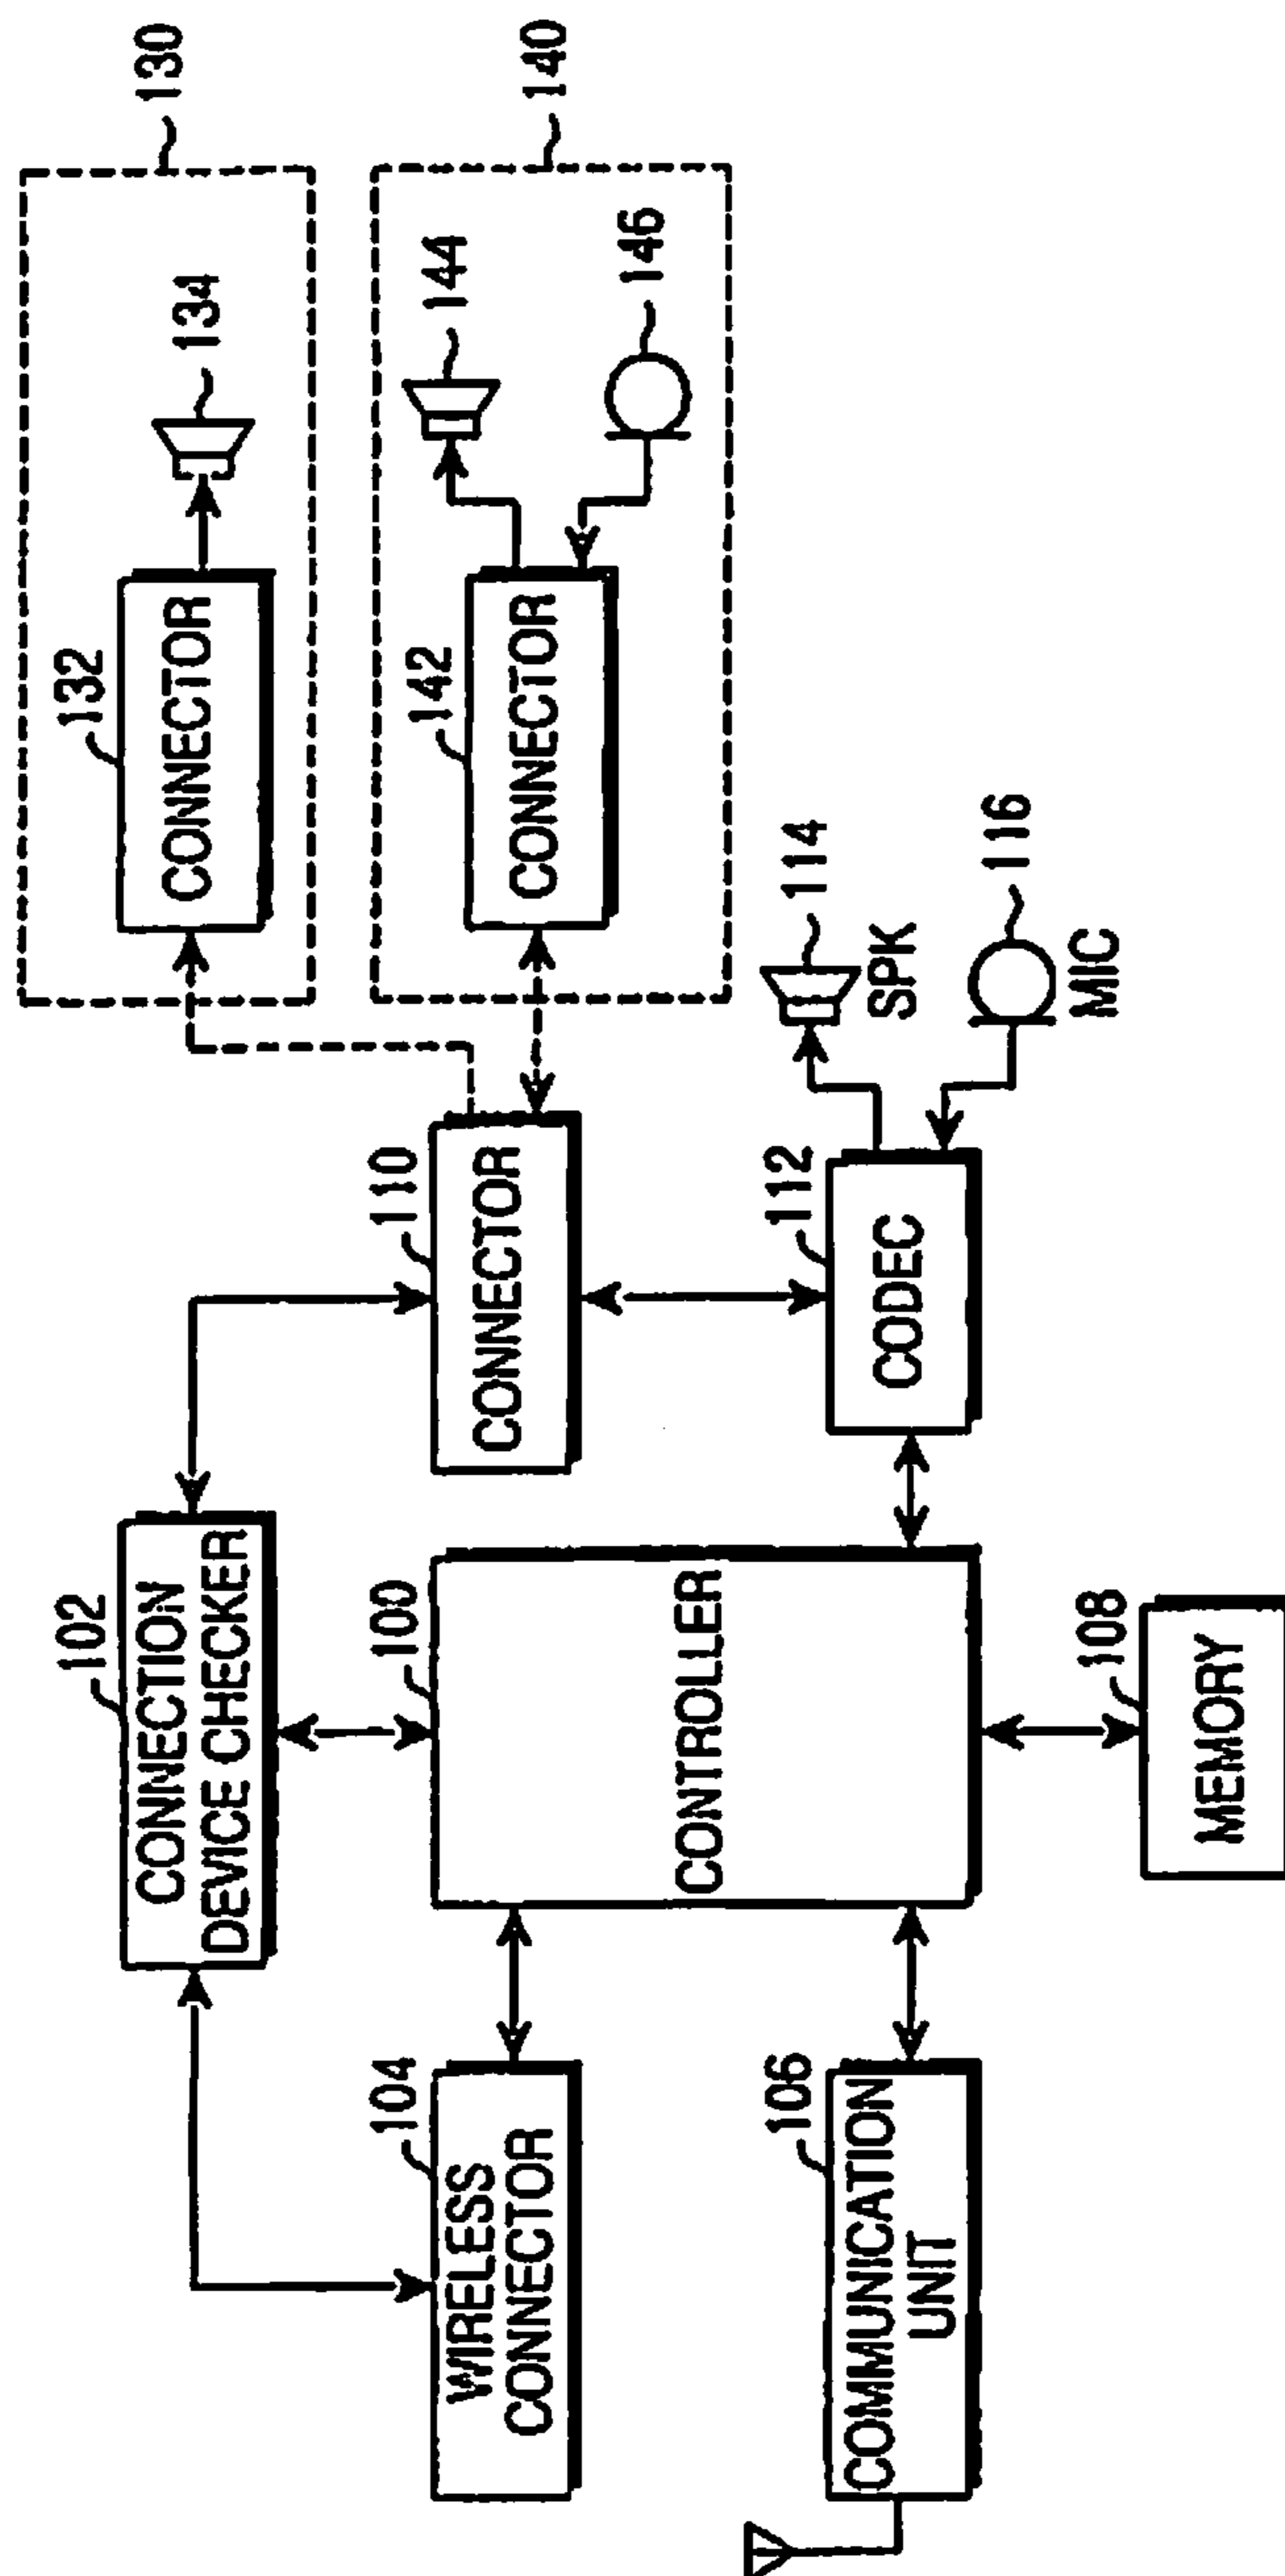 130
132
CONNECTOR
134
140
142
CONNECTOR
144
146
102
CONNECTION
DEVICE CHECKER
104
WIRELESS
CONNECTOR
100
CONTROLLER
110
CONNECTOR
106
COMMUNICATION
UNIT
112
CODEC
114
SPK
116
MIC
108
MEMORY